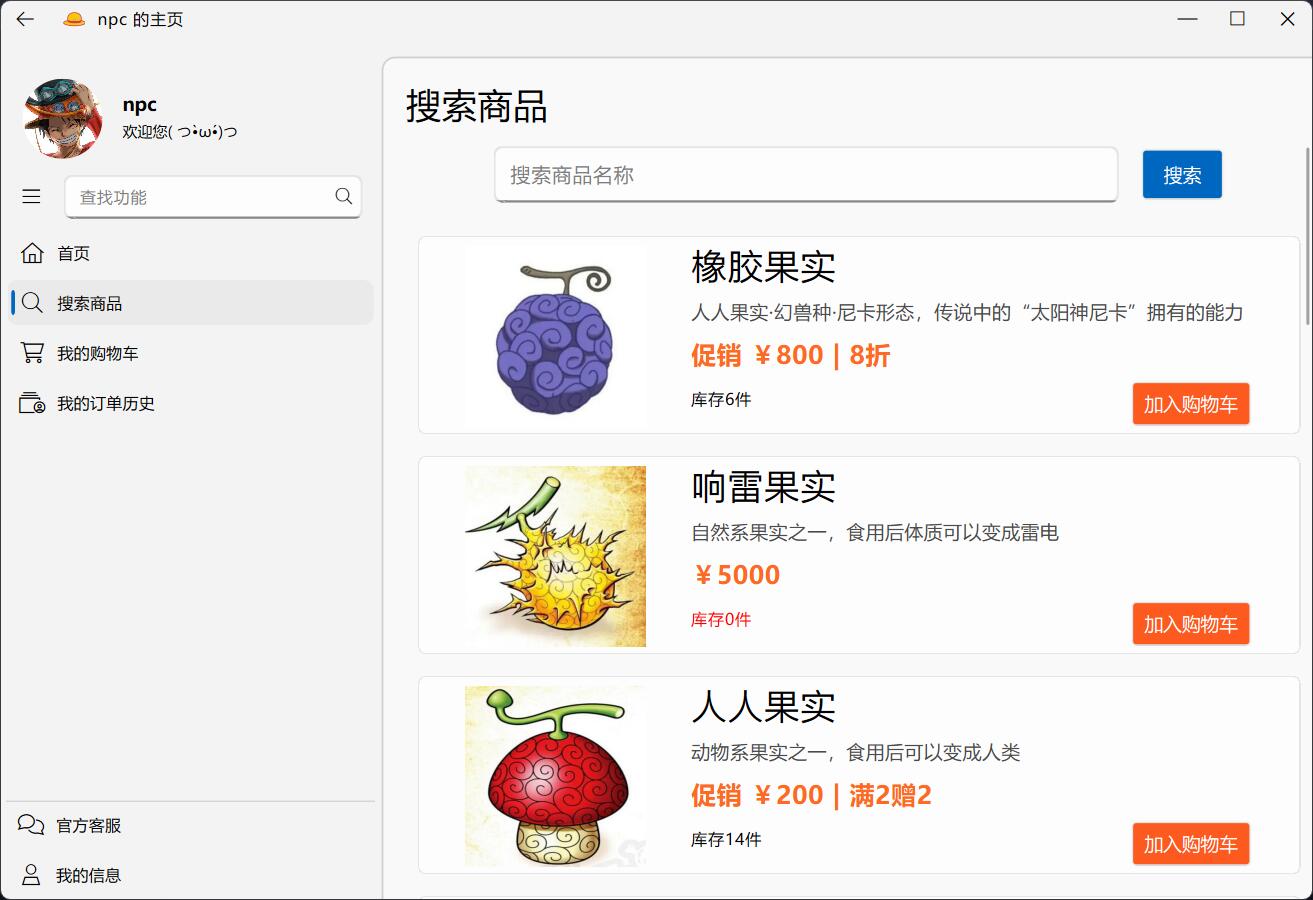 npc 的主页
npc
欢迎您( つ•̀ω•́)つ
查找功能
首页
搜索商品
我的购物车
我的订单历史
官方客服
我的信息
搜索商品
搜索商品名称
搜索
橡胶果实
人人果实·幻兽种·尼卡形态，传说中的“太阳神尼卡”拥有的能力
促销 ￥800 | 8折
库存6件
加入购物车
响雷果实
自然系果实之一，食用后体质可以变成雷电
￥5000
库存0件
加入购物车
人人果实
动物系果实之一，食用后可以变成人类
促销 ￥200 | 满2赠2
库存14件
加入购物车